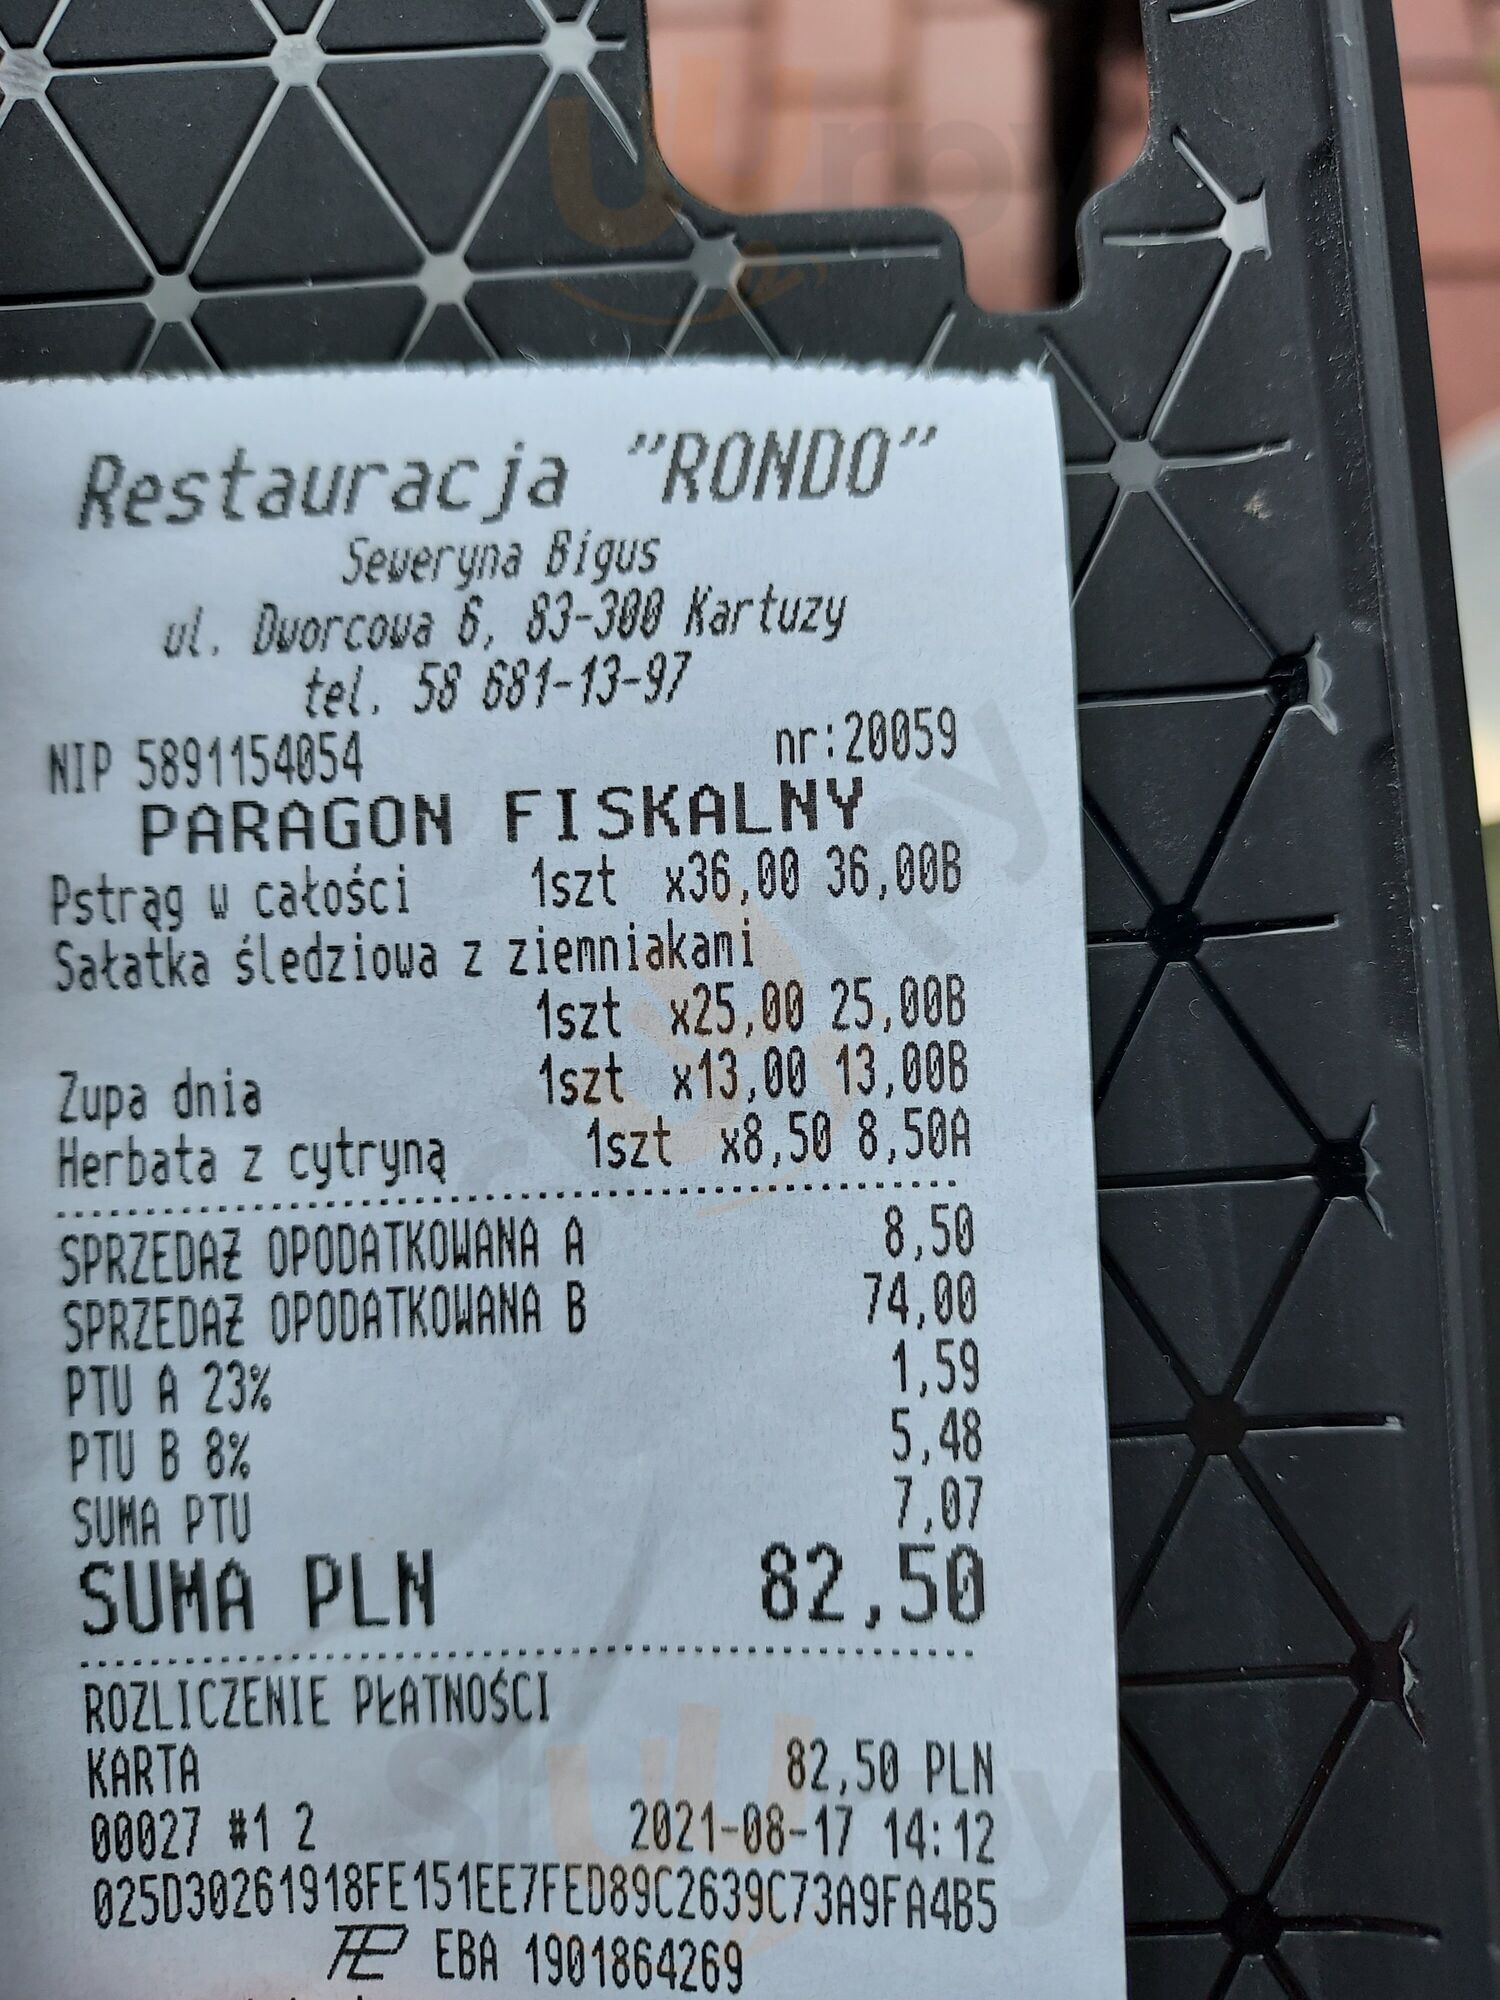 Restauracja "RONDO"
Seweryna Bigus
ul. Dworcowa 6, 83-300 Kartuzy
tel. 58 681-13-97
NIP 5891154054 nr:20059
PARAGON FISKALNY
Pstrąg w całości 1szt x36,00 36,00B
Sałatka śledziowa z ziemniakami
1szt x25,00 25,00B
Zupa dnia 1szt x13,00 13,00B
Herbata z cytryną 1szt x8,50 8,50A
SPRZEDAŻ OPODATKOWANA A 8,50
SPRZEDAŻ OPODATKOWANA B 74,00
PTU A 23% 1,59
PTU B 8% 5,48
SUMA PTU 7,07
SUMA PLN 82,50
ROZLICZENIE PŁATNOŚCI
KARTA 82,50 PLN
00027 #1 2 2021-08-17 14:12
025D30261918FE151EE7FED89C2639C73A9FA4B5
EBA 1901864269